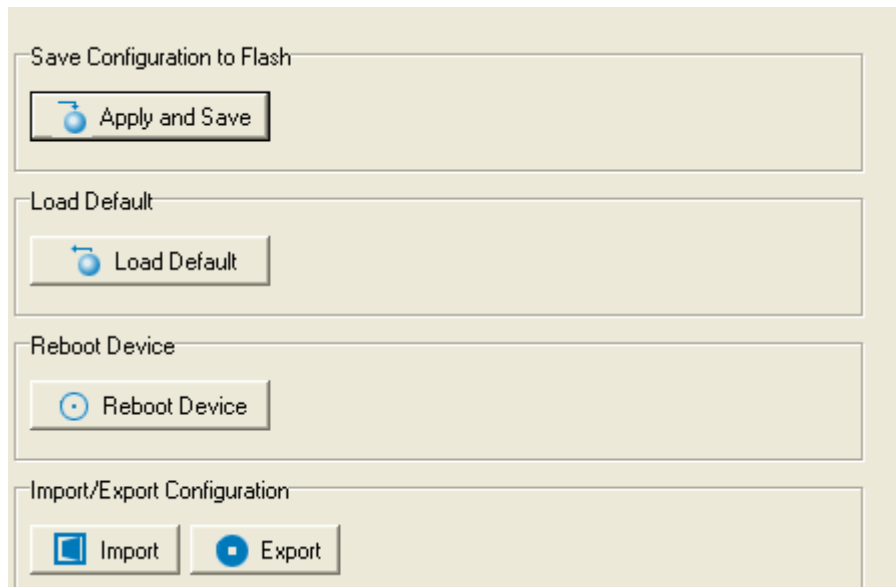 Save Configuration to Flash
Apply and Save
Load Default
Load Default
Reboot Device
Reboot Device
Import/Export Configuration
Import Export